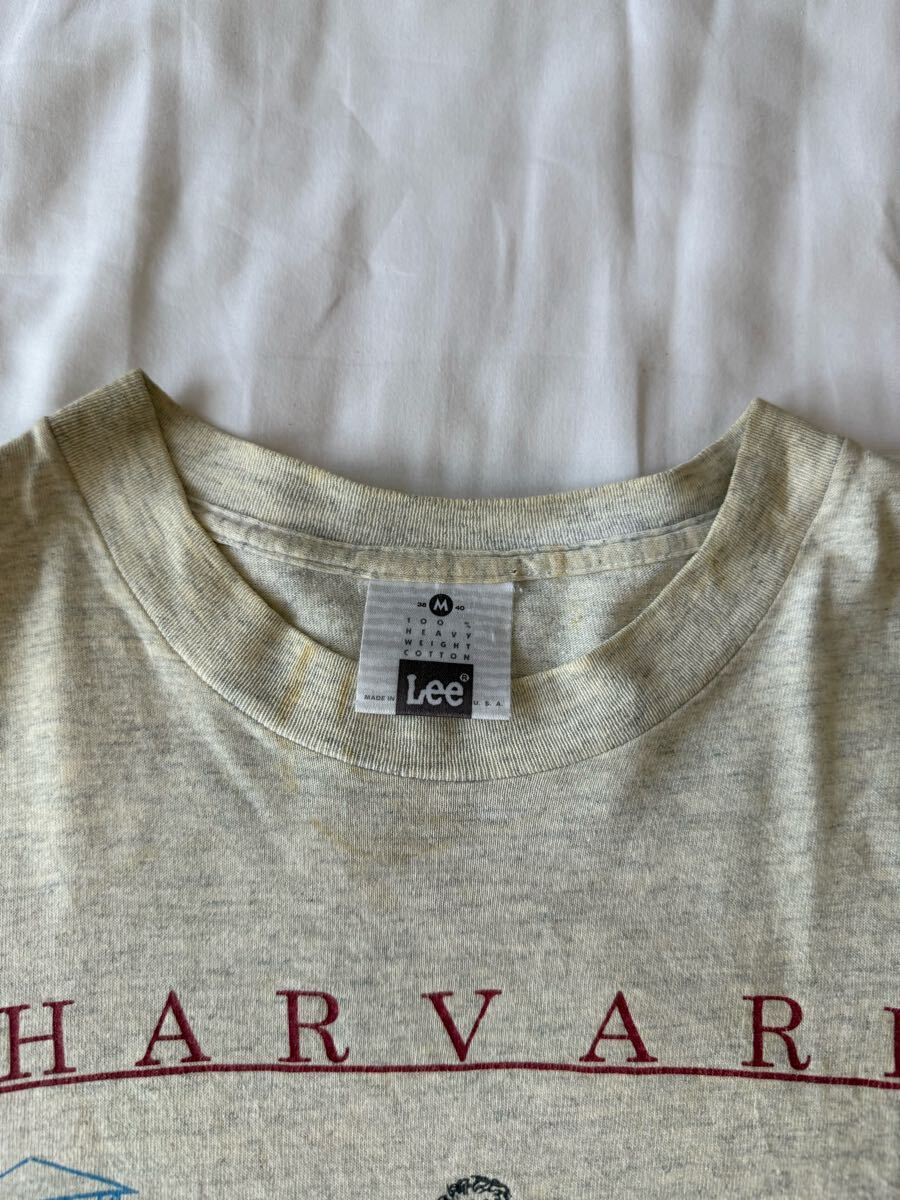 38 M 40
100%
HEAVY
WEIGHT
COTTON
Lee®
MADE IN U.S.A.
HARVAR